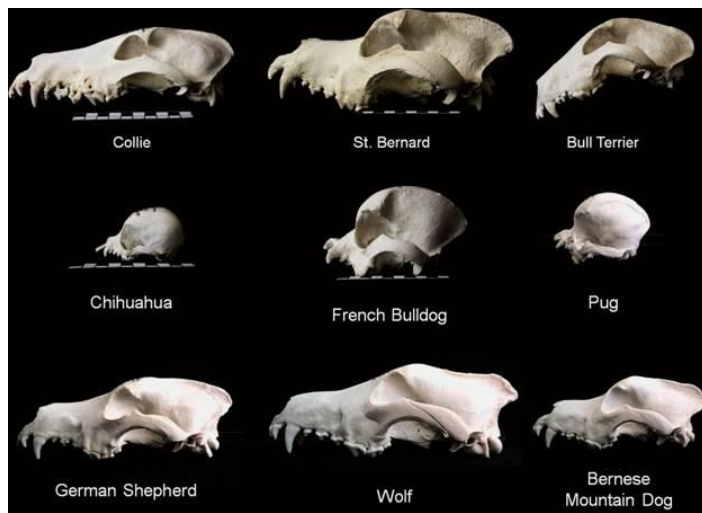 Collie
St. Bernard
Bull Terrier
Chihuahua
French Bulldog
Pug
German Shepherd
Wolf
Bernese
Mountain Dog